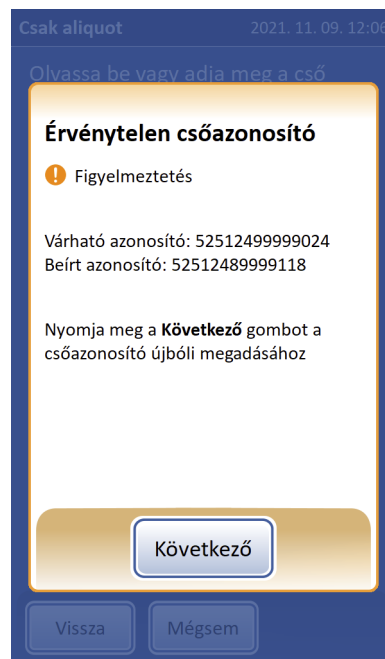 Csak aliquot 2021. 11. 09. 12:06
Olvassa be vagy adja meg a cső
Érvénytelen csőazonosító
Figyelmeztetés
Várható azonosító: 52512499999024
Beírt azonosító: 52512489999118
Nyomja meg a Következő gombot a
csőazonosító újbóli megadásához
Következő
Vissza Mégsem